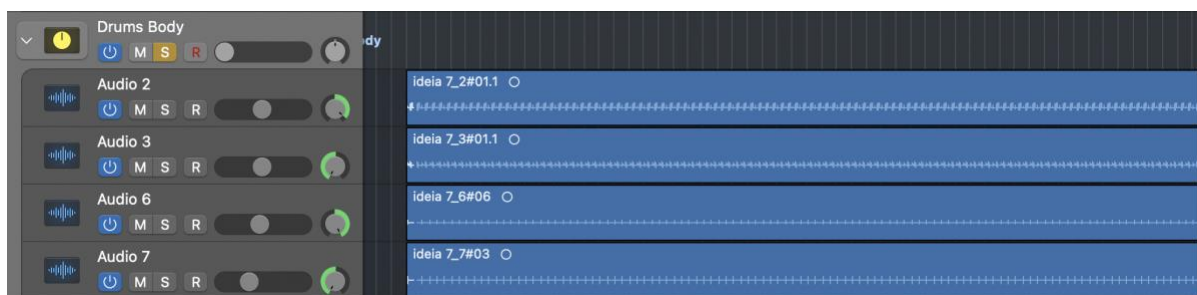 Drums Body
M S R
dy
Audio 2
M S R
ideia 7_2#01.1
Audio 3
M S R
ideia 7_3#01.1
Audio 6
M S R
ideia 7_6#06
Audio 7
M S R
ideia 7_7#03